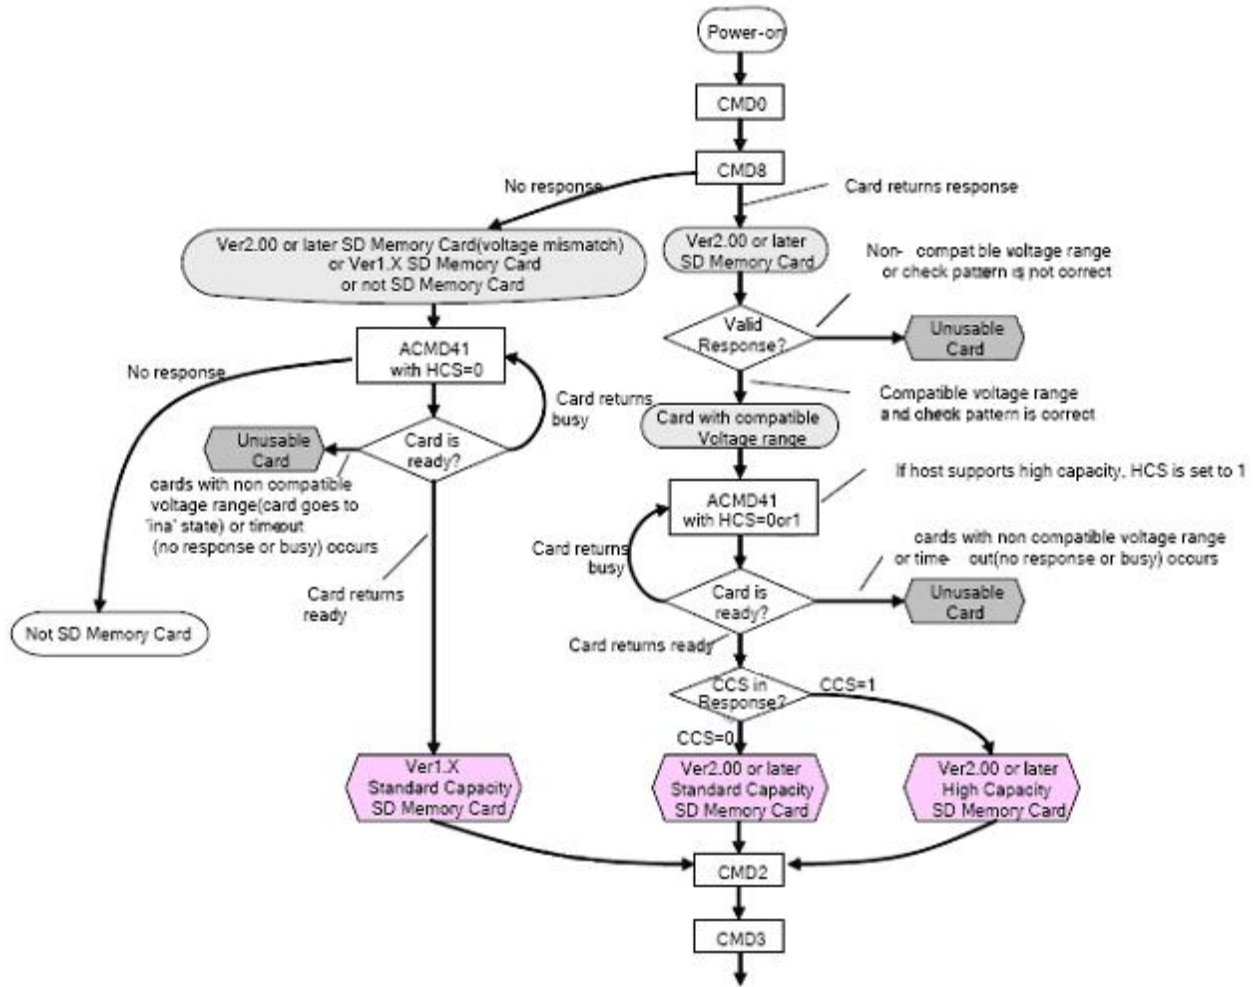 Power-on
CMD0
CMD8
No response
Card returns response
Ver2.00 or later SD Memory Card(voltage mismatch)
or Ver1.X SD Memory Card
or not SD Memory Card
Ver2.00 or later
SD Memory Card
Non- compatible voltage range
or check pattern is not correct
Valid
Response?
Unusable
Card
ACMD41
with HCS=0
No response
Card returns
busy
Compatible voltage range
and check pattern is correct
Card with compatible
Voltage range
Card is
ready?
Unusable
Card
cards with non compatible
voltage range(card goes to
'ina' state) or timeout
(no response or busy) occurs
If host supports high capacity, HCS is set to 1
ACMD41
with HCS=0or1
Card returns
busy
cards with non compatible voltage range
or time- out(no response or busy) occurs
Card is
ready?
Unusable
Card
Card returns
ready
Not SD Memory Card
Card returns ready
CCS in
Response?
CCS=1
CCS=0
Ver1.X
Standard Capacity
SD Memory Card
Ver2.00 or later
Standard Capacity
SD Memory Card
Ver2.00 or later
High Capacity
SD Memory Card
CMD2
CMD3